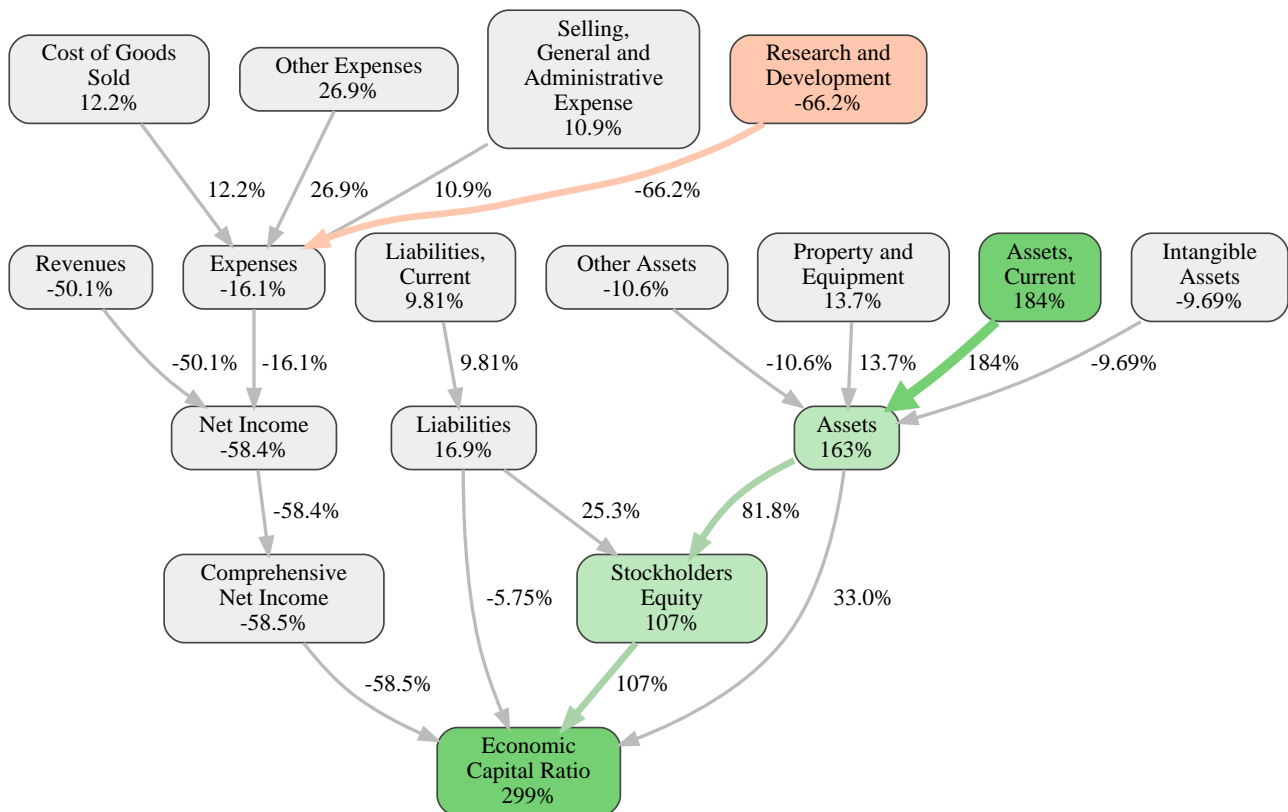 Cost of Goods
Sold
12.2%
Other Expenses
26.9%
Selling,
General and
Administrative
Expense
10.9%
Research and
Development
-66.2%
12.2%
26.9%
10.9%
-66.2%
Revenues
-50.1%
Expenses
-16.1%
Liabilities,
Current
9.81%
Other Assets
-10.6%
Property and
Equipment
13.7%
Assets,
Current
184%
Intangible
Assets
-9.69%
-50.1%
-16.1%
9.81%
-10.6%
13.7%
184%
-9.69%
Net Income
-58.4%
Liabilities
16.9%
Assets
163%
-58.4%
25.3%
81.8%
Comprehensive
Net Income
-58.5%
-5.75%
Stockholders
Equity
107%
33.0%
-58.5%
107%
Economic
Capital Ratio
299%